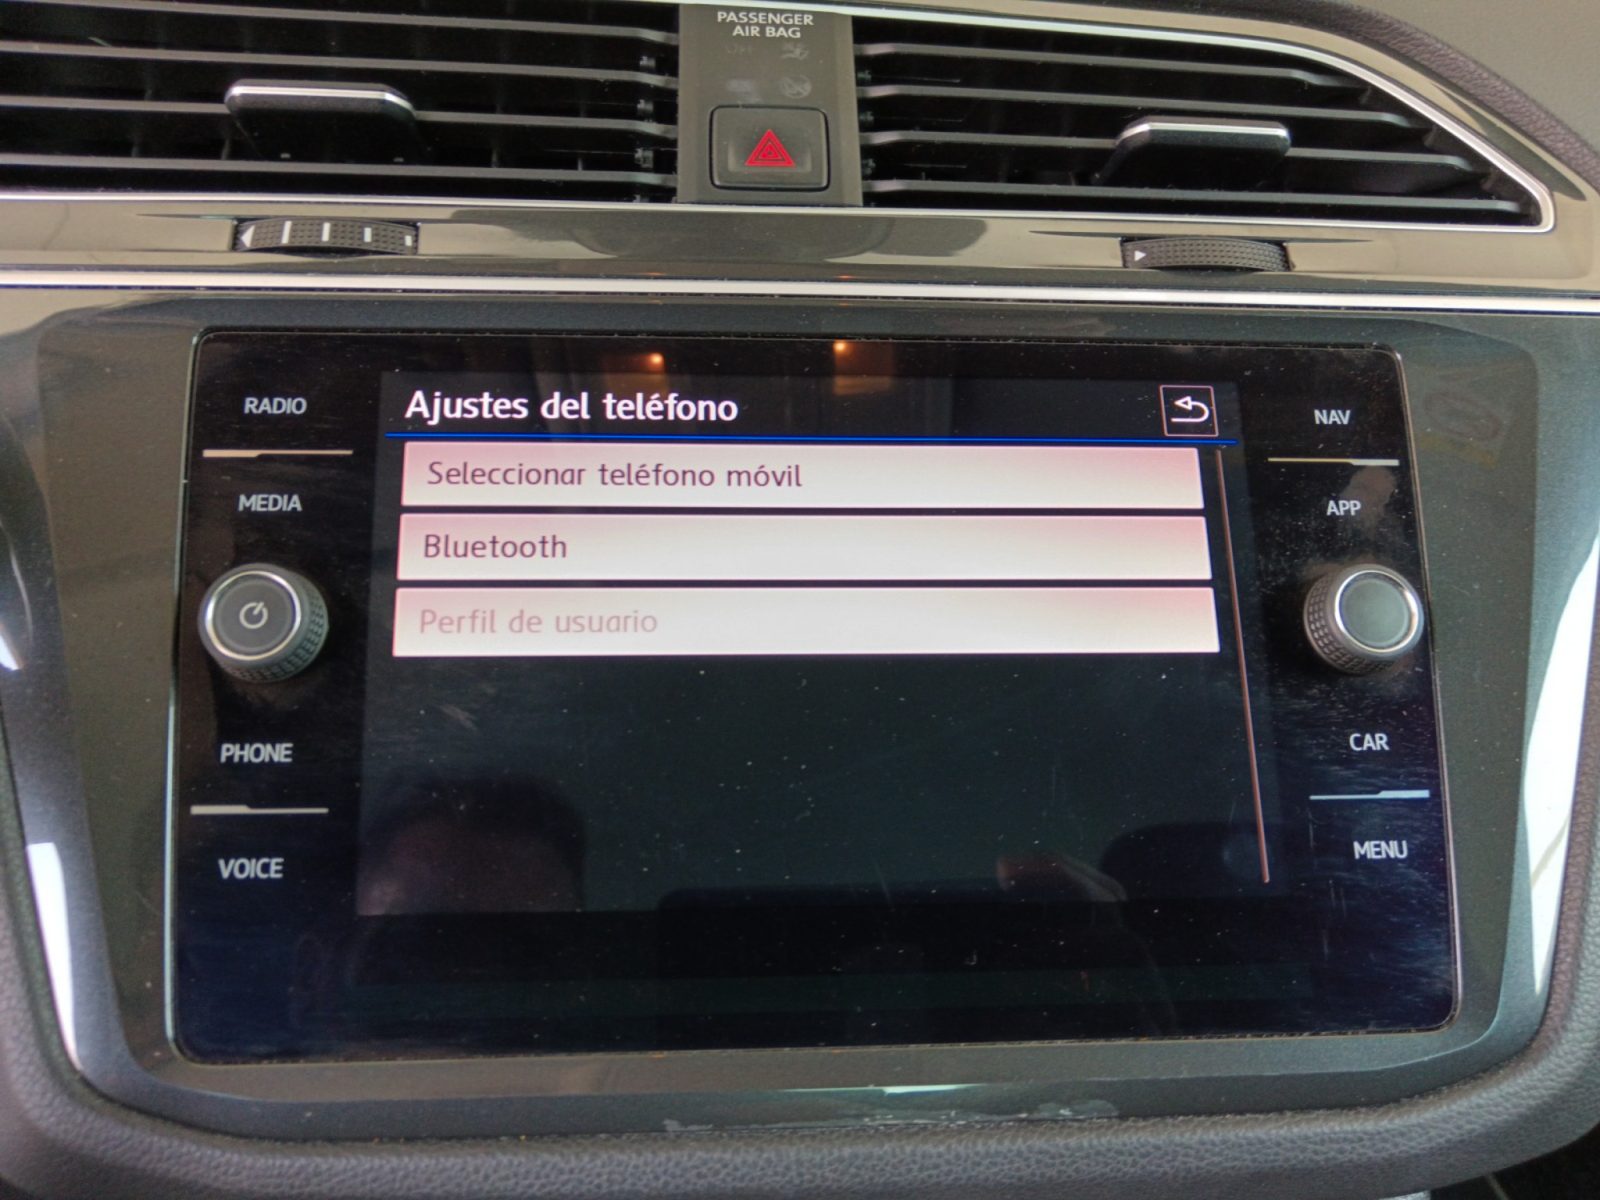 PASSENGER
AIR BAG
OFF
RADIO
MEDIA
PHONE
VOICE
Ajustes del teléfono
Seleccionar teléfono móvil
Bluetooth
Perfil de usuario
NAV
APP
CAR
MENU